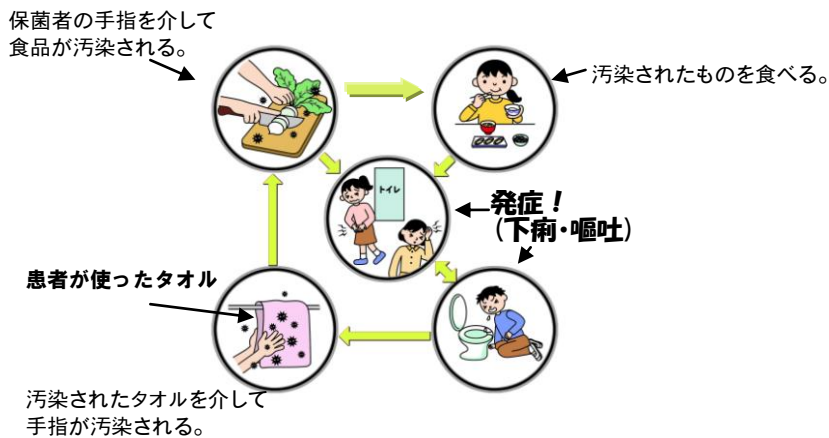 保菌者の手指を介して
食品が汚染される。
汚染されたものを食べる。
トイレ
発症!
(下痢・嘔吐)
患者が使ったタオル
汚染されたタオルを介して
手指が汚染される。